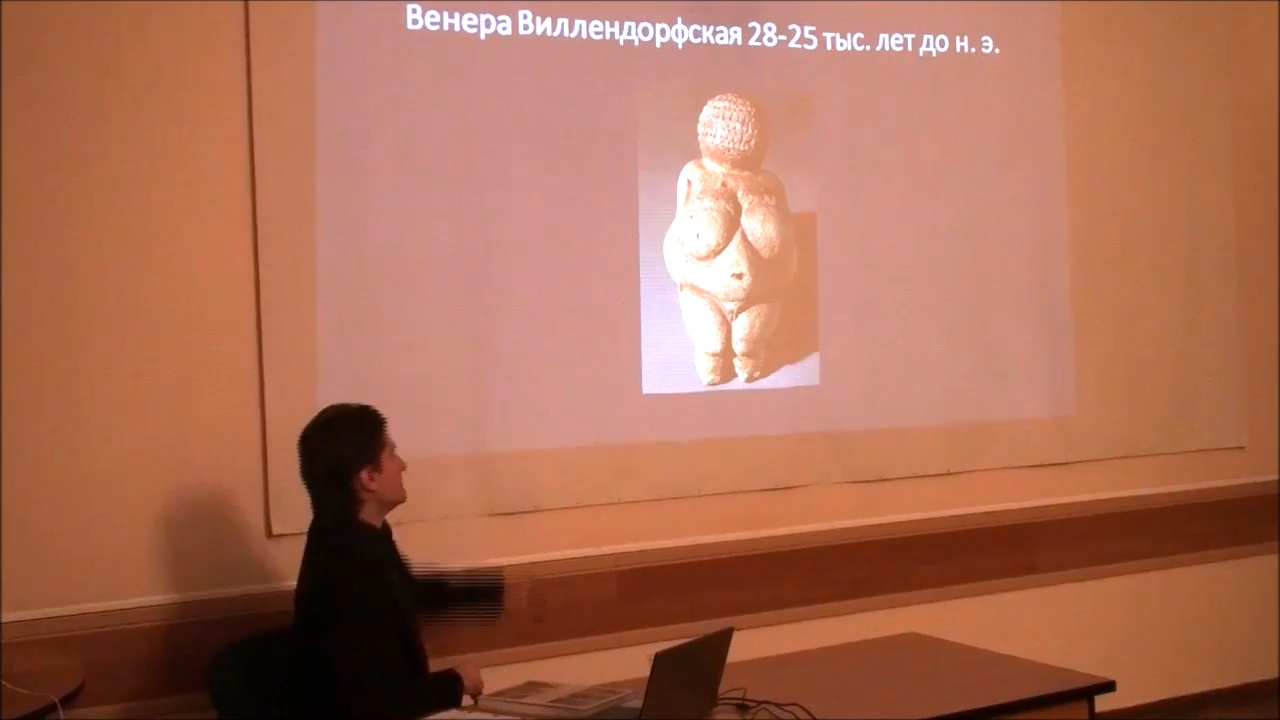 Венера Виллендорфская 28-25 тыс. лет до н. э.